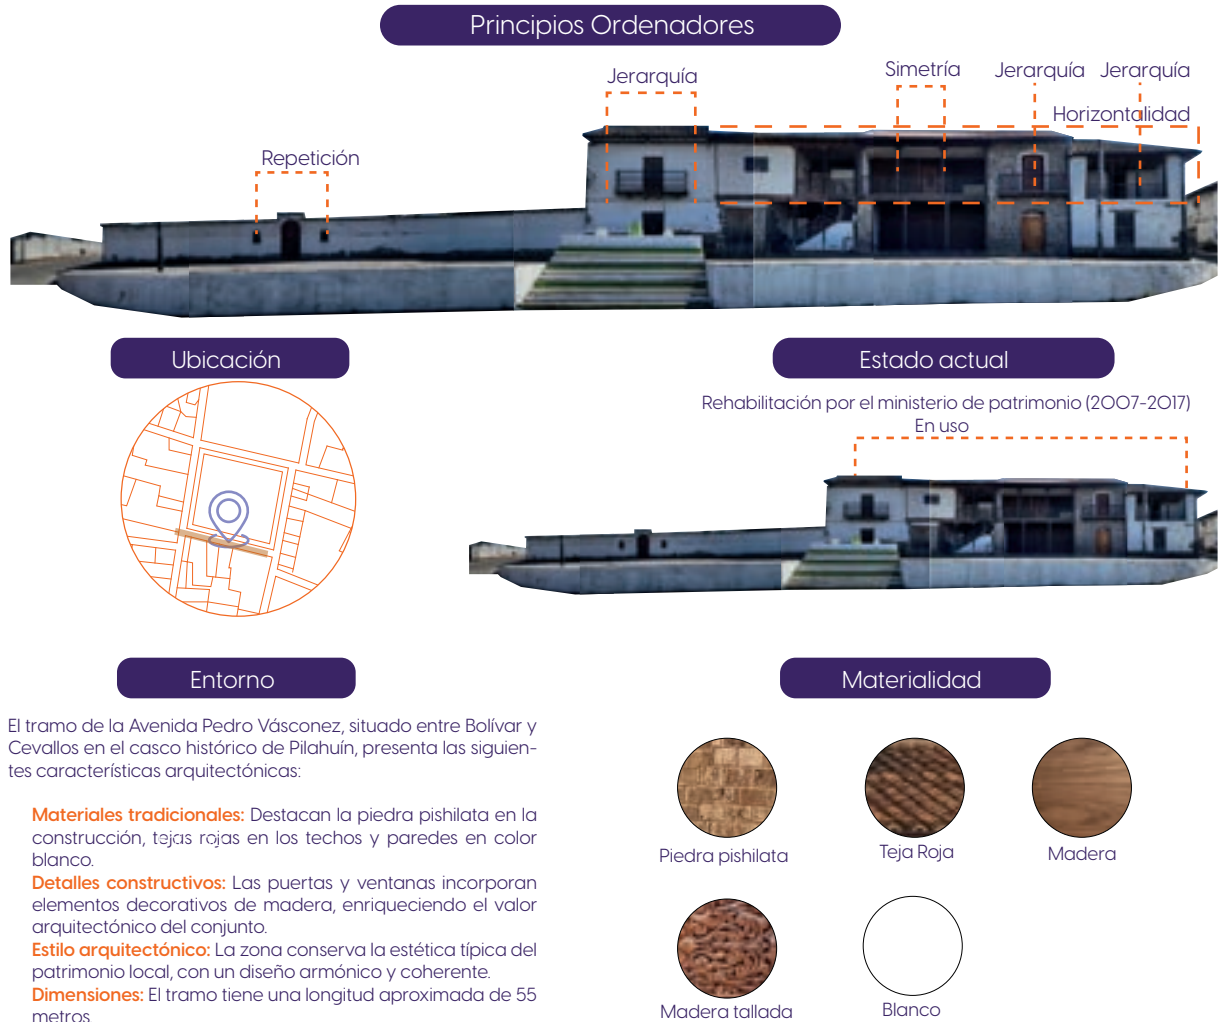 Principios Ordenadores
Jerarquía
Simetría
Jerarquía
Jerarquía
Horizontalidad
Repetición
Ubicación
Estado actual
Rehabilitación por el ministerio de patrimonio (2007-2017)
En uso
Entorno
El tramo de la Avenida Pedro Vásconez, situado entre Bolívar y
Cevallos en el casco histórico de Pilahuín, presenta las siguien-
tes características arquitectónicas:
Materiales tradicionales: Destacan la piedra pishilata en la
construcción, tejas rojas en los techos y paredes en color
blanco.
Detalles constructivos: Las puertas y ventanas incorporan
elementos decorativos de madera, enriqueciendo el valor
arquitectónico del conjunto.
Estilo arquitectónico: La zona conserva la estética típica del
patrimonio local, con un diseño armónico y coherente.
Dimensiones: El tramo tiene una longitud aproximada de 55
metros.
Materialidad
Piedra pishilata
Teja Roja
Madera
Madera tallada
Blanco